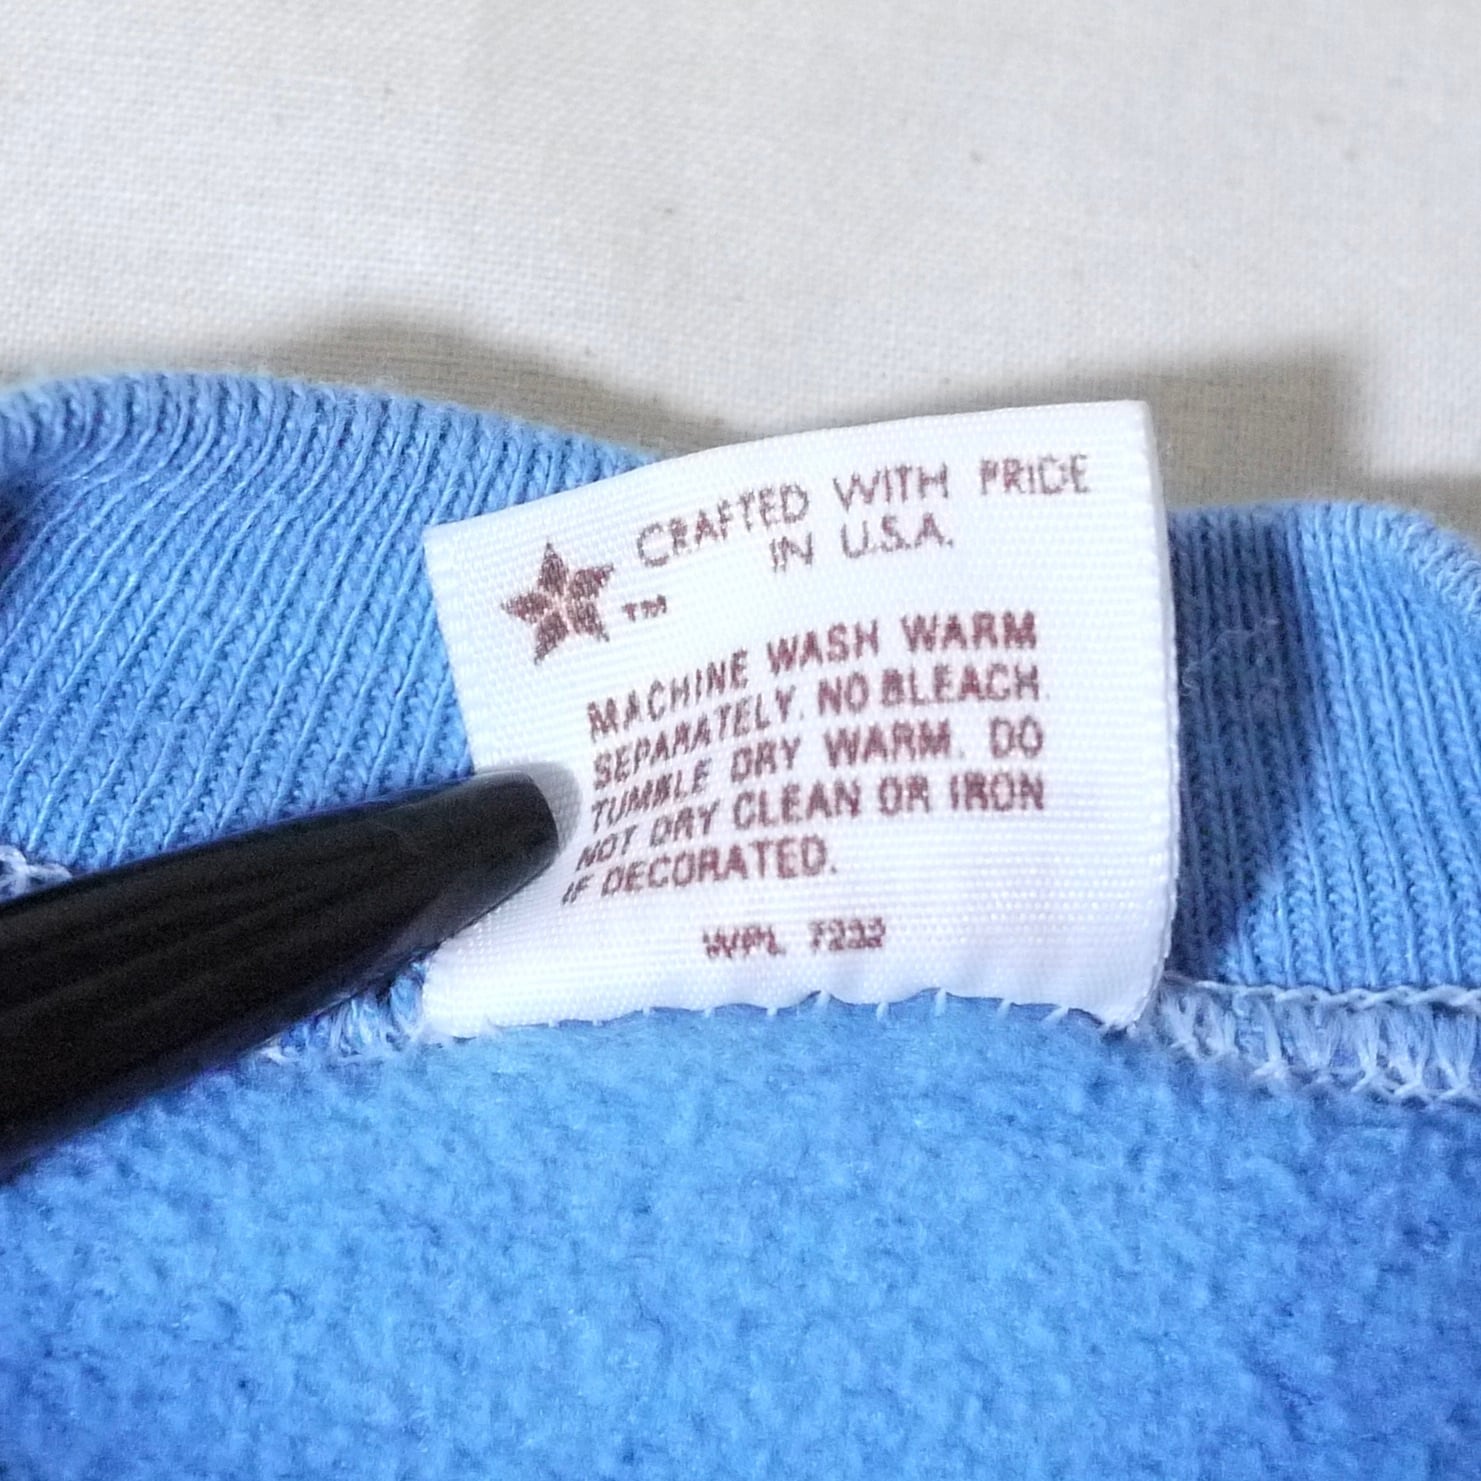 CRAFTED WITH PRIDE
IN U.S.A.
TM
MACHINE WASH WARM
SEPARATELY. NO BLEACH.
TUMBLE DRY WARM. DO
NOT DRY CLEAN OR IRON
IF DECORATED.
WPL 7232